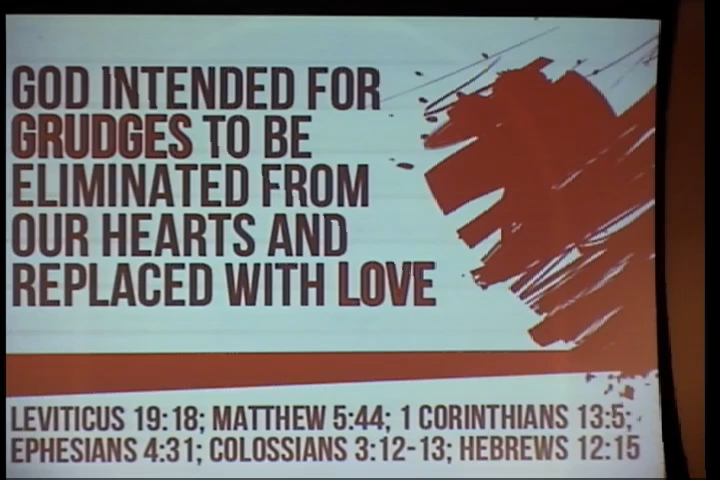 GOD INTENDED FOR
GRUDGES TO BE
ELIMINATED FROM
OUR HEARTS AND
REPLACED WITH LOVE
LEVITICUS 19:18; MATTHEW 5:44; 1 CORINTHIANS 13:5;
EPHESIANS 4:31; COLOSSIANS 3:12-13; HEBREWS 12:15